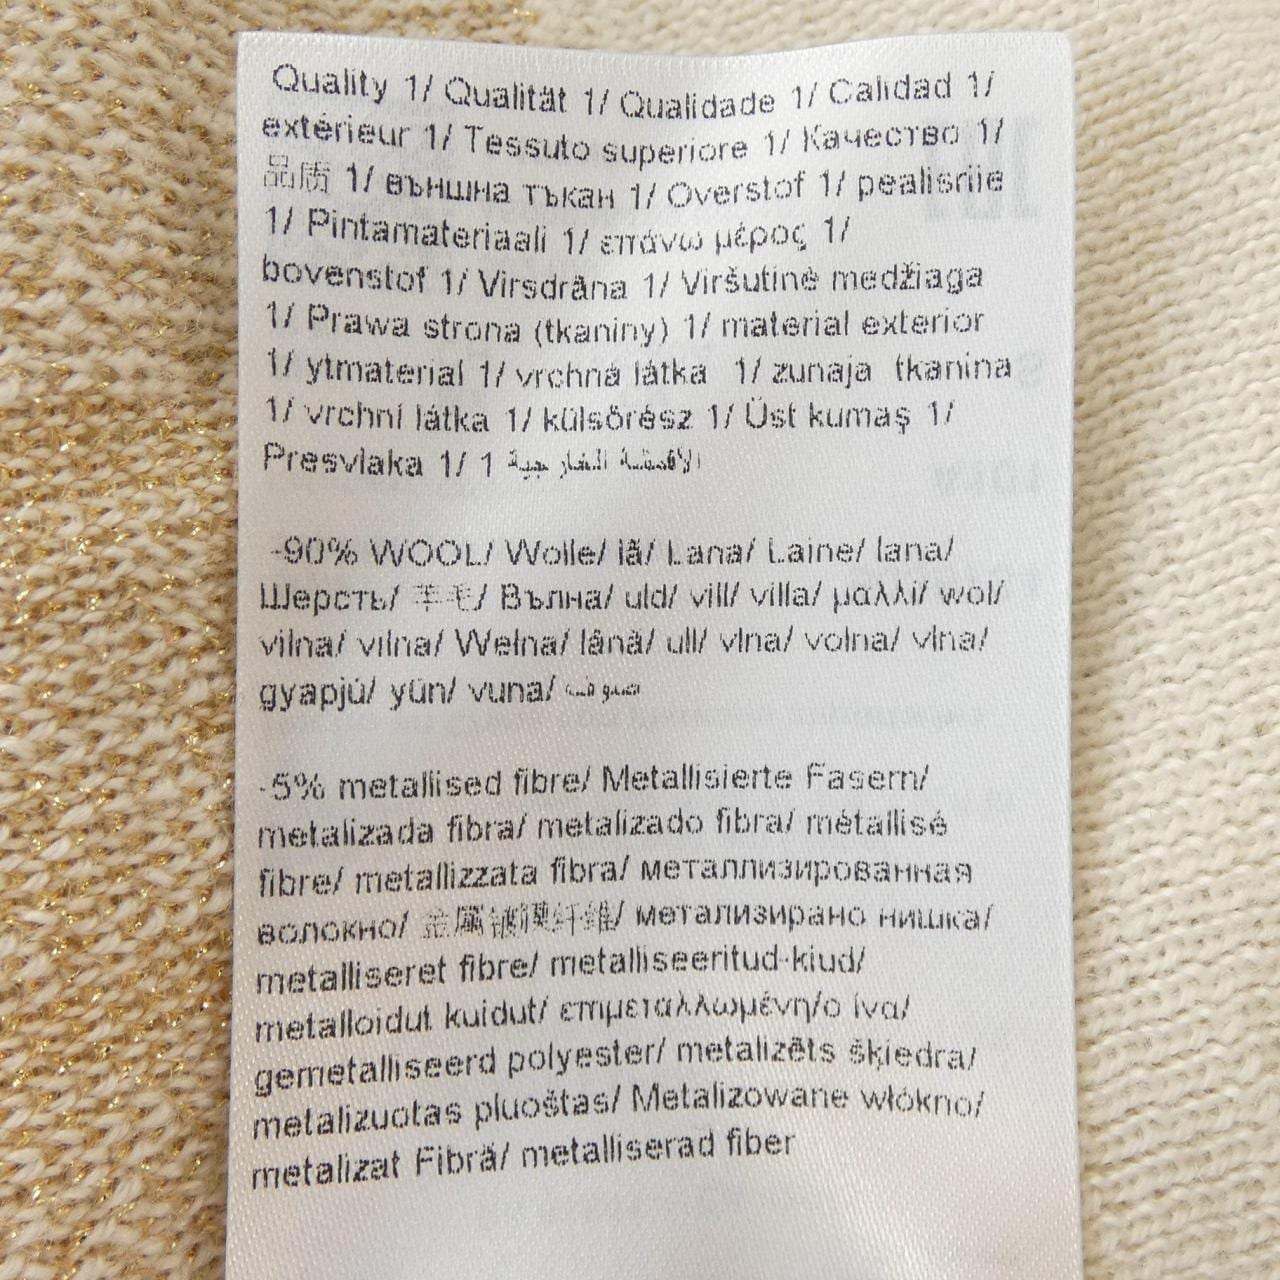 Quality 1/ Qualität 1/ Qualidade 1/ Calidad 1/
extérieur 1/ Tessuto superiore 1/ Качество 1/
品质 1/ външна тъкан 1/ Overstof 1/ pealisriie
1/ Pintamateriaali 1/ επάνω μέρος 1/
bovenstof 1/ Virsdrāna 1/ Viršutinė medžiaga
1/ Prawa strona (tkaniny) 1/ material exterior
1/ ytmaterial 1/ vrchná látka 1/ zunaja tkanina
1/ vrchní látka 1/ külsőrész 1/ Üst kumaş 1/
Presvlaka 1/ 1 الأقمشة الخارجية
-90% WOOL/ Wolle/ lã/ Lana/ Laine/ lana/
Шерсть/ 羊毛/ Вълна/ uld/ vill/ villa/ μαλλί/ wol/
vilna/ vilna/ Wełna/ lână/ ull/ vlna/ volna/ vlna/
gyapjú/ yün/ vuna/ صوف
-5% metallised fibre/ Metallisierte Fasern/
metalizada fibra/ metalizado fibra/ métallisé
fibre/ metallizzata fibra/ металлизированная
волокно/ 金属镀膜纤维/ метализирано нишка/
metalliseret fibre/ metalliseeritud-kiud/
metalloidut kuidut/ επιμεταλλωμένη/ο ίνα/
gemetalliseerd polyester/ metalizēts šķiedra/
metalizuotas pluoštas/ Metalizowane włókno/
metalizat Fibră/ metalliserad fiber